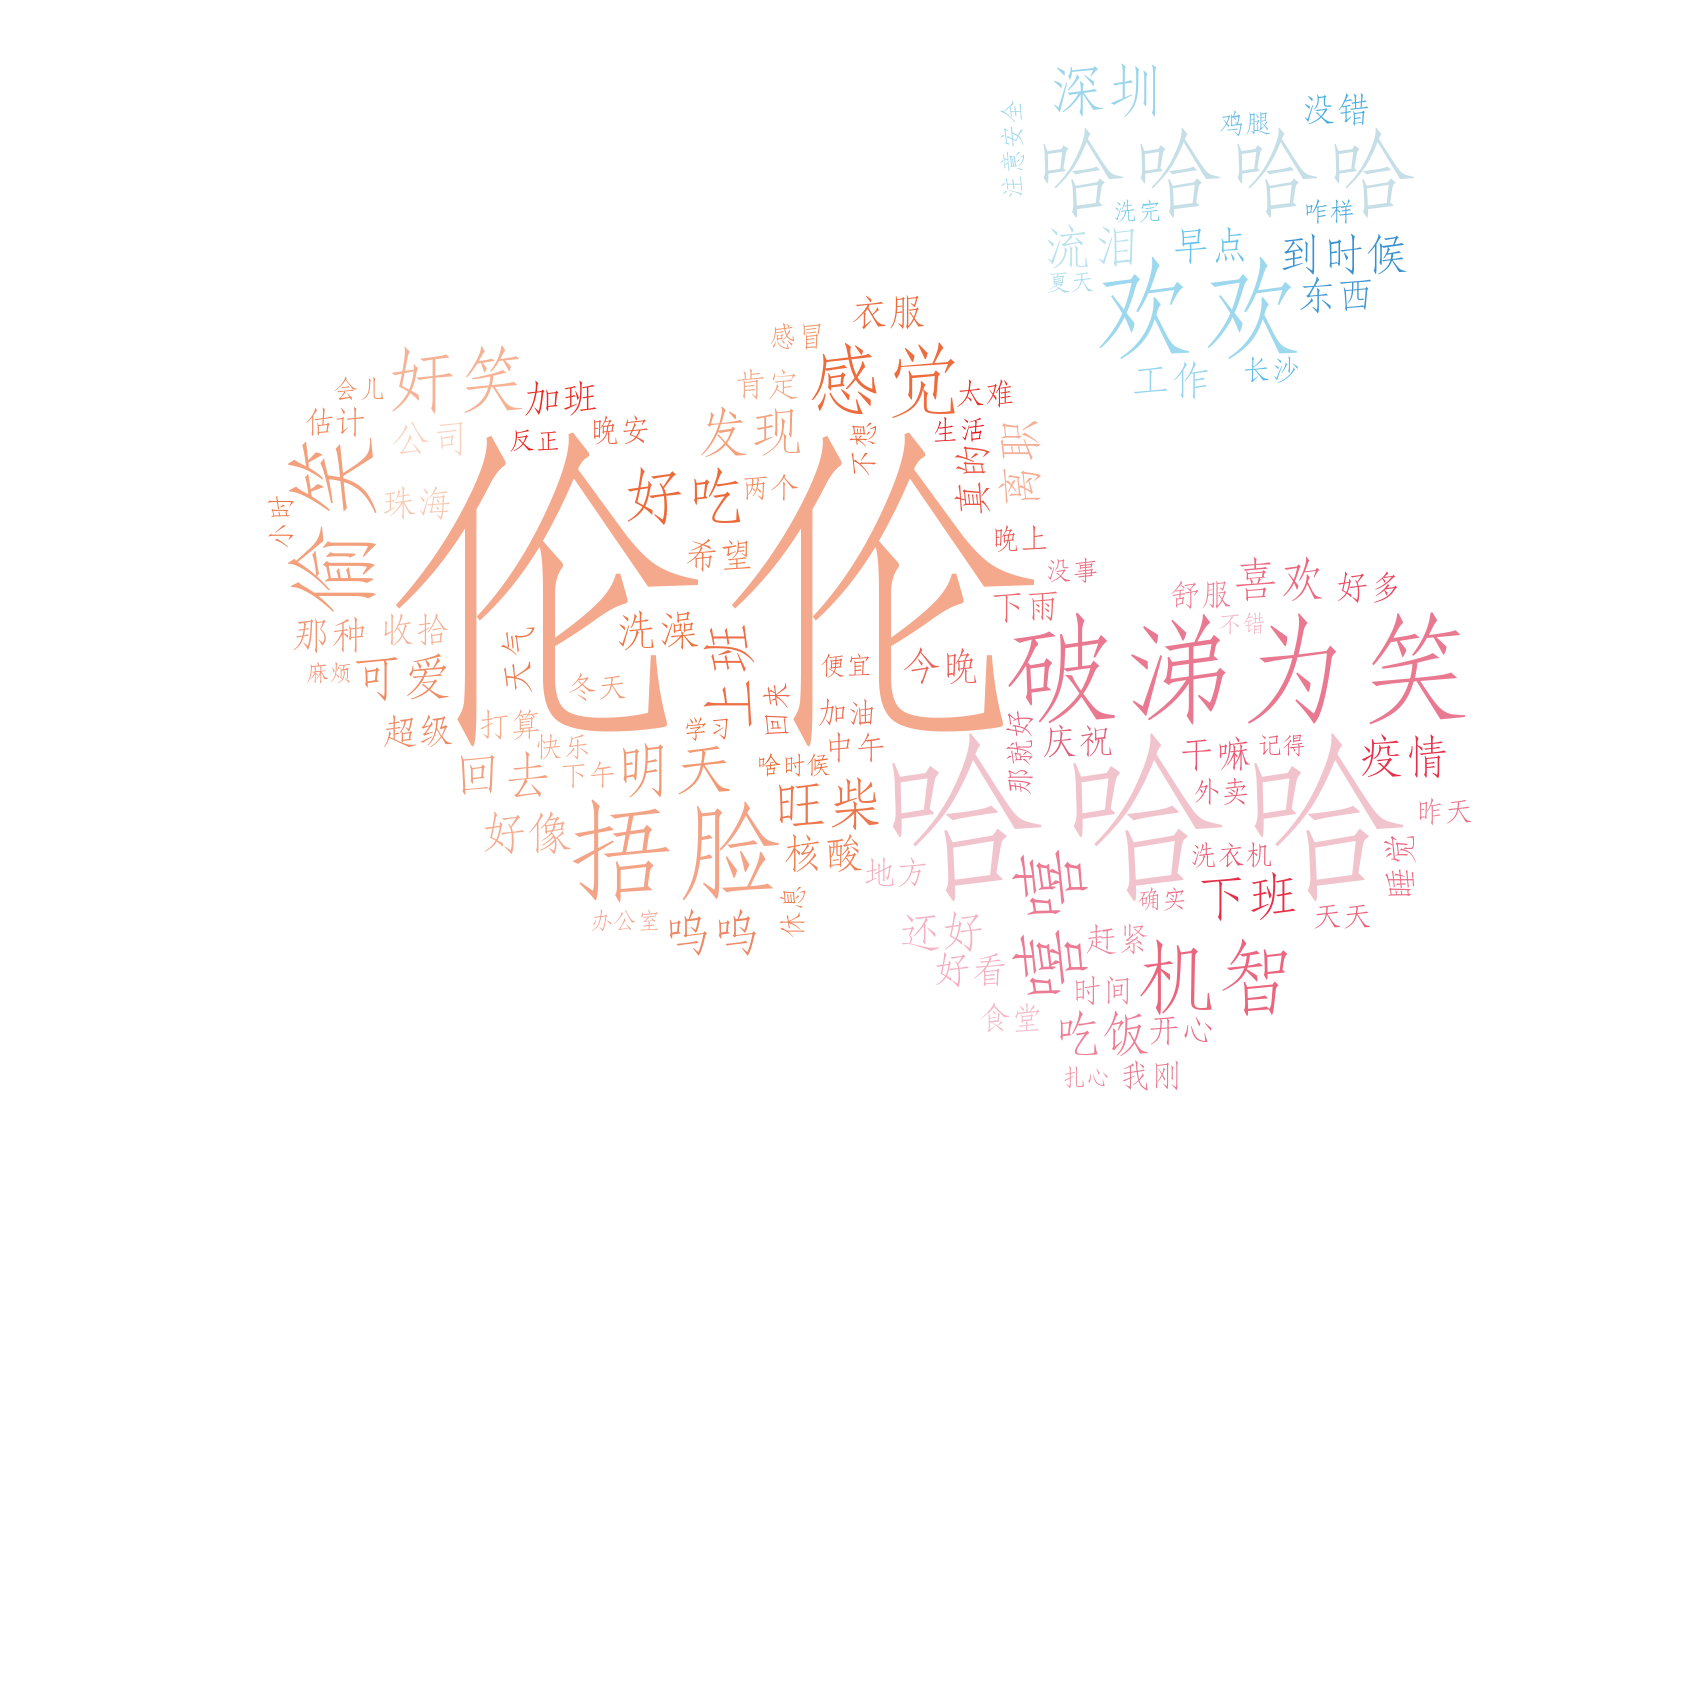 深圳
没错
鸡腿
注意安全
哈哈哈哈
洗完
咋样
流泪
早点
到时候
夏天
欢欢
东西
工作
长沙
衣服
感冒
感觉
奸笑
会儿
加班
肯定
太难
估计
公司
反正
晚安
发现
不想
生活
离职
偷笑
珠海
伦伦
好吃
两个
真的
小时
希望
晚上
没事
下雨
舒服
喜欢
好多
那种
收拾
天气
洗澡
上班
不错
破涕为笑
麻烦
可爱
冬天
便宜
今晚
超级
打算
学习
回来
加油
那就好
庆祝
干嘛
记得
疫情
快乐
中午
回去
下午
明天
啥时候
哈哈哈
外卖
旺柴
昨天
好像
捂脸
核酸
地方
嘻嘻
洗衣机
睡觉
确实
下班
天天
办公室
呜呜
休息
还好
赶紧
好看
机智
时间
食堂
吃饭
开心
扎心
我刚